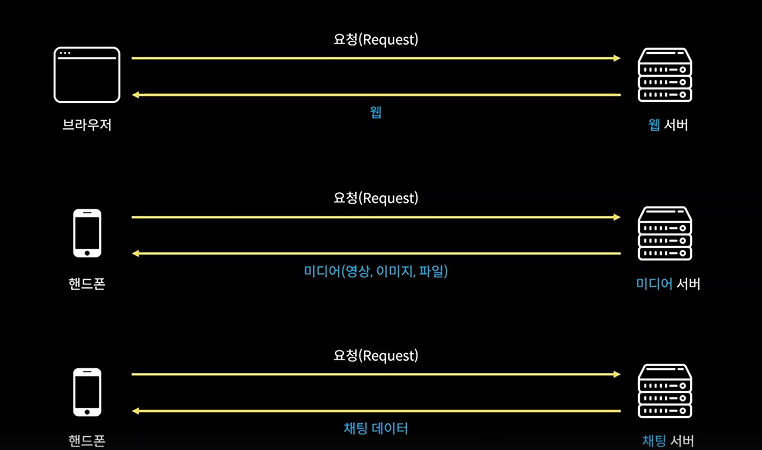 요청(Request)
웹
브라우저
웹 서버
요청(Request)
미디어(영상, 이미지, 파일)
핸드폰
미디어 서버
요청(Request)
채팅 데이터
핸드폰
채팅 서버